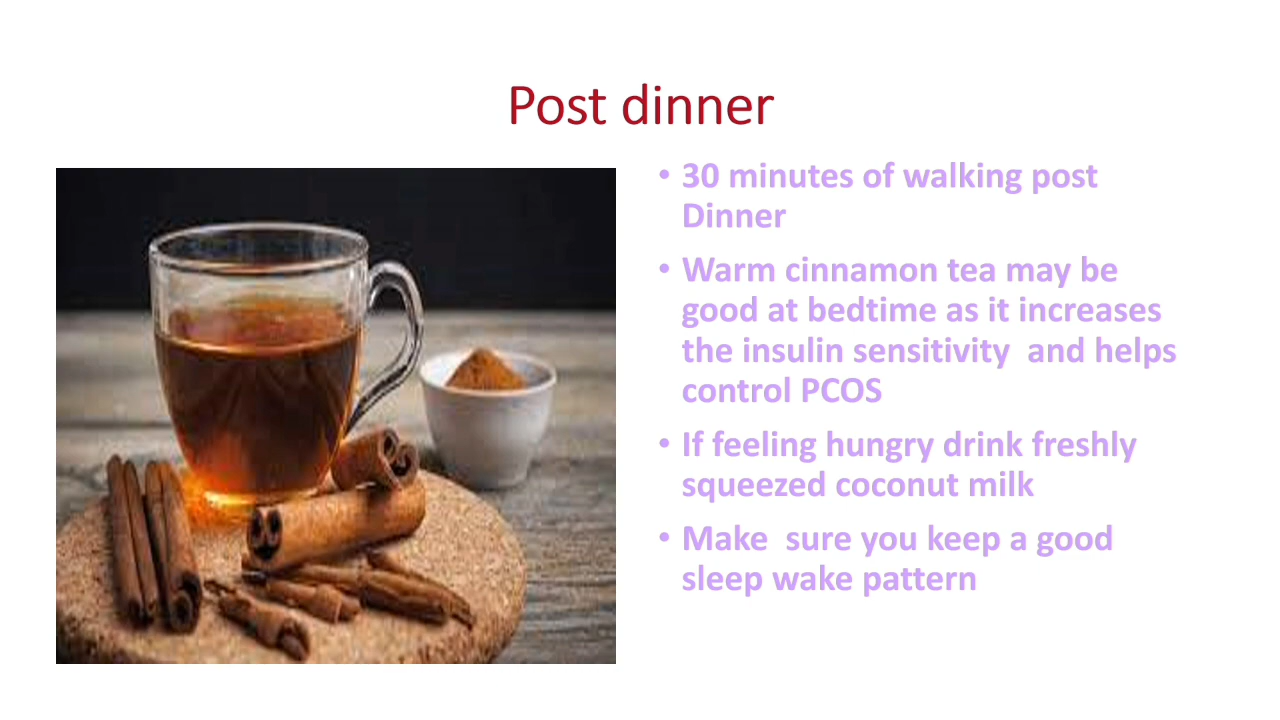 Post dinner
• 30 minutes of walking post
Dinner
• Warm cinnamon tea may be
good at bedtime as it increases
the insulin sensitivity  and helps
control PCOS
• If feeling hungry drink freshly
squeezed coconut milk
• Make  sure you keep a good
sleep wake pattern